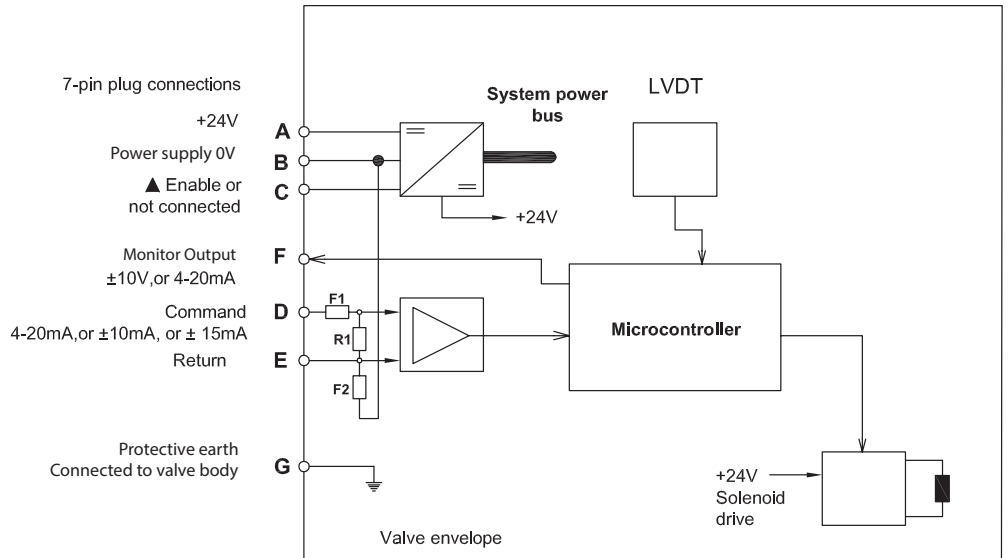 7-pin plug connections
+24V
A
Power supply 0V
B
▲ Enable or
not connected
C
Monitor Output
±10V,or 4-20mA
F
Command
4-20mA,or ±10mA, or ± 15mA
D
Return
E
Protective earth
Connected to valve body
G
System power
bus
+24V
LVDT
F1
R1
F2
Microcontroller
+24V
Solenoid
drive
Valve envelope